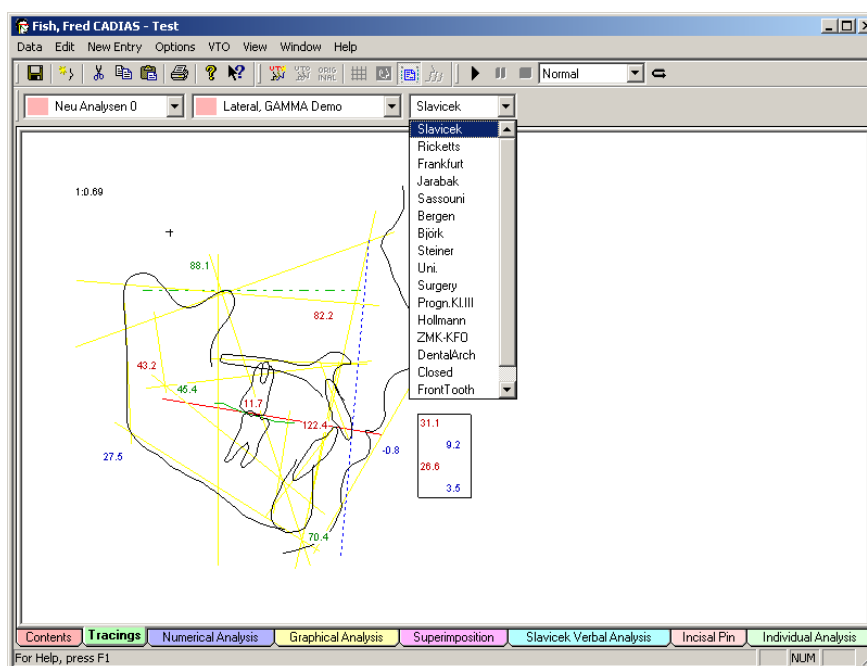 Fish, Fred CADIAS - Test
Data Edit New Entry Options VTO View Window Help
VTO VTO ORIG INAL Normal
Neu Analysen 0 Lateral, GAMMA Demo Slavicek
Slavicek
Ricketts
Frankfurt
Jarabak
Sassouni
Bergen
Björk
Steiner
Uni.
Surgery
Progn.Kl.III
Hollmann
ZMK-KFO
DentalArch
Closed
FrontTooth
1:0.69
88.1
82.2
43.2
45.4
11.7
122.4
31.1
9.2
-0.8
27.5
26.6
3.5
70.4
Contents Tracings Numerical Analysis Graphical Analysis Superimposition Slavicek Verbal Analysis Incisal Pin Individual Analysis
For Help, press F1 NUM